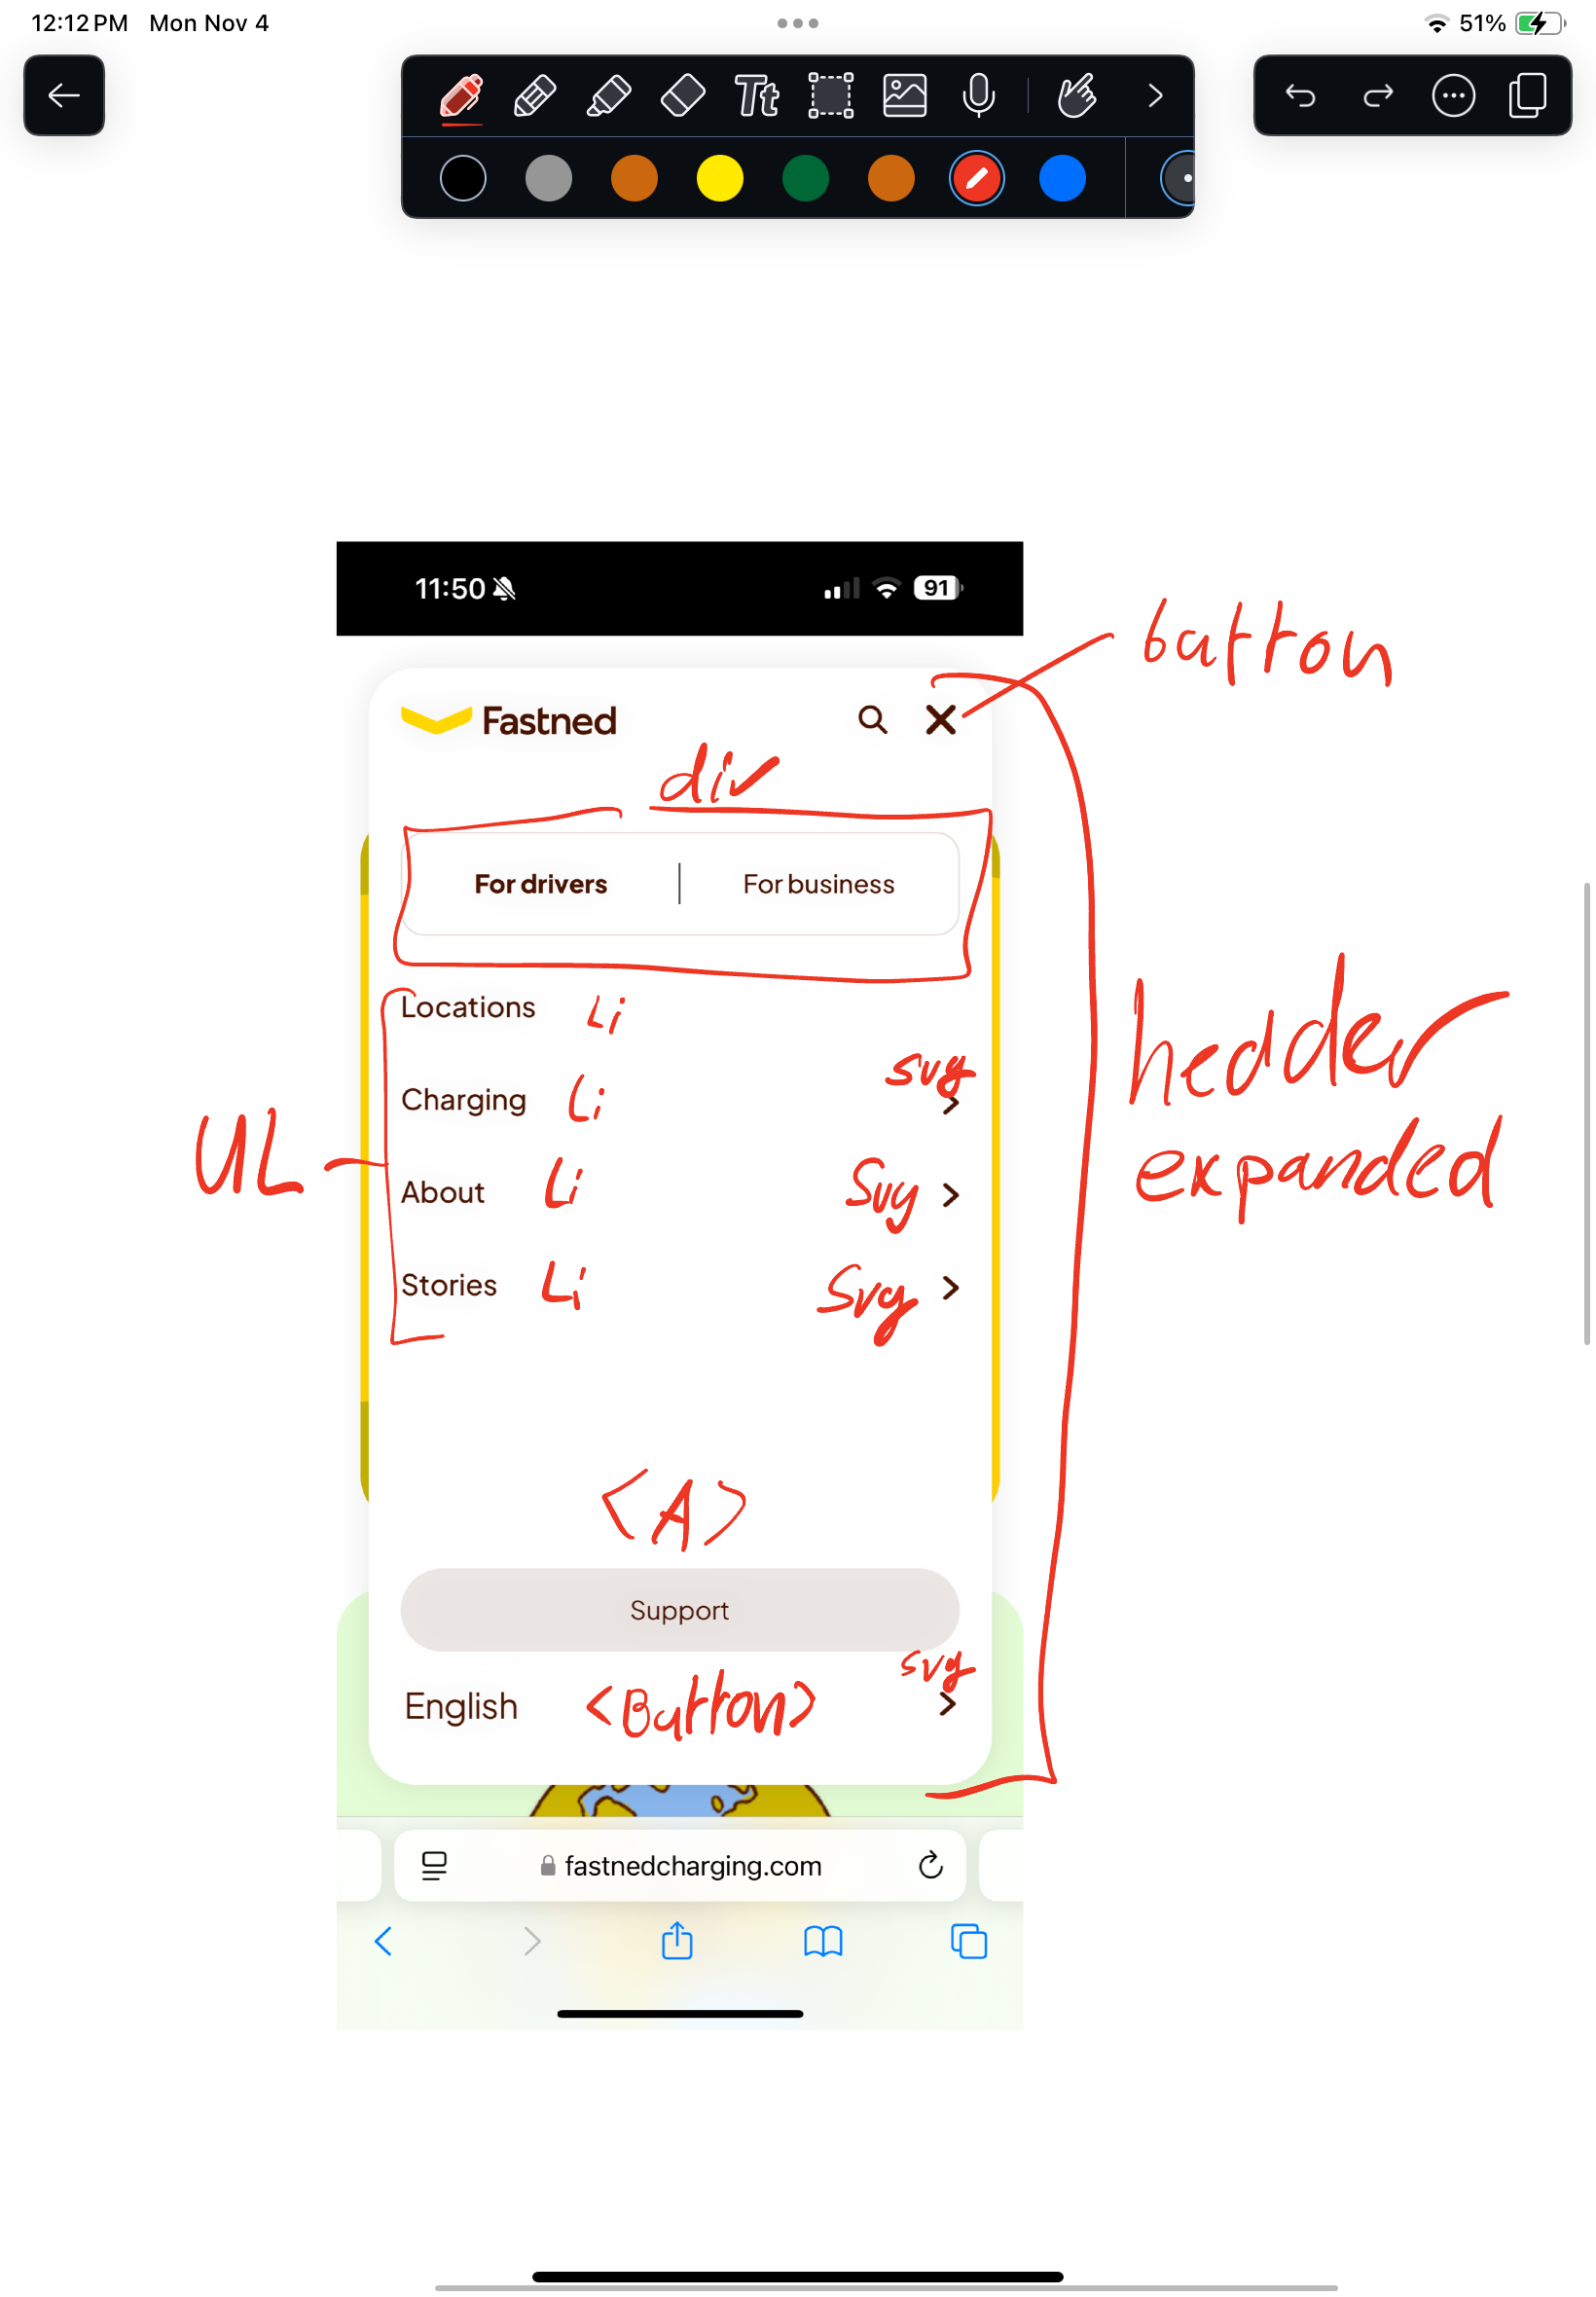 12:12 PM Mon Nov 4
51%
Tt
11:50
91
button
Fastned
div
For drivers | For business
hedder
expanded
UL
Locations Li
Charging Li svg
About Li Svg
Stories Li Svg
<A>
Support
English <Button> svg
fastnedcharging.com